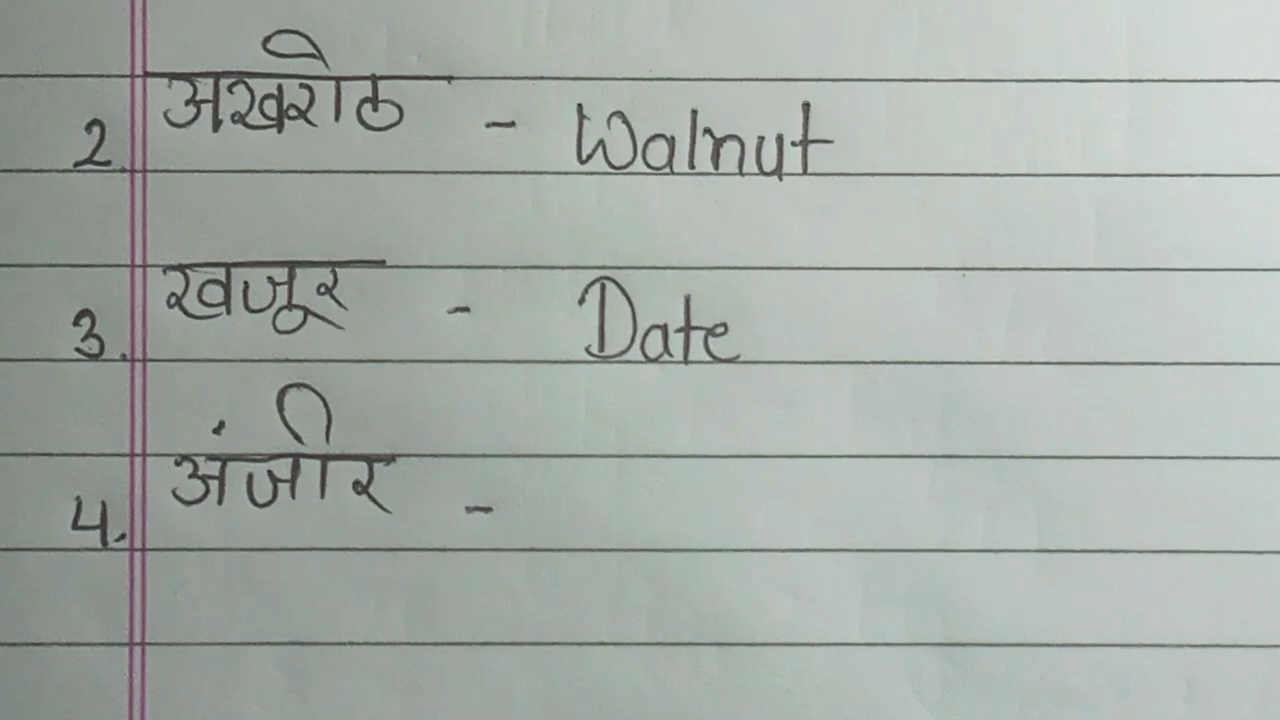 2. अखरोठ - Walnut
3. खजूर - Date
4. अंजीर -